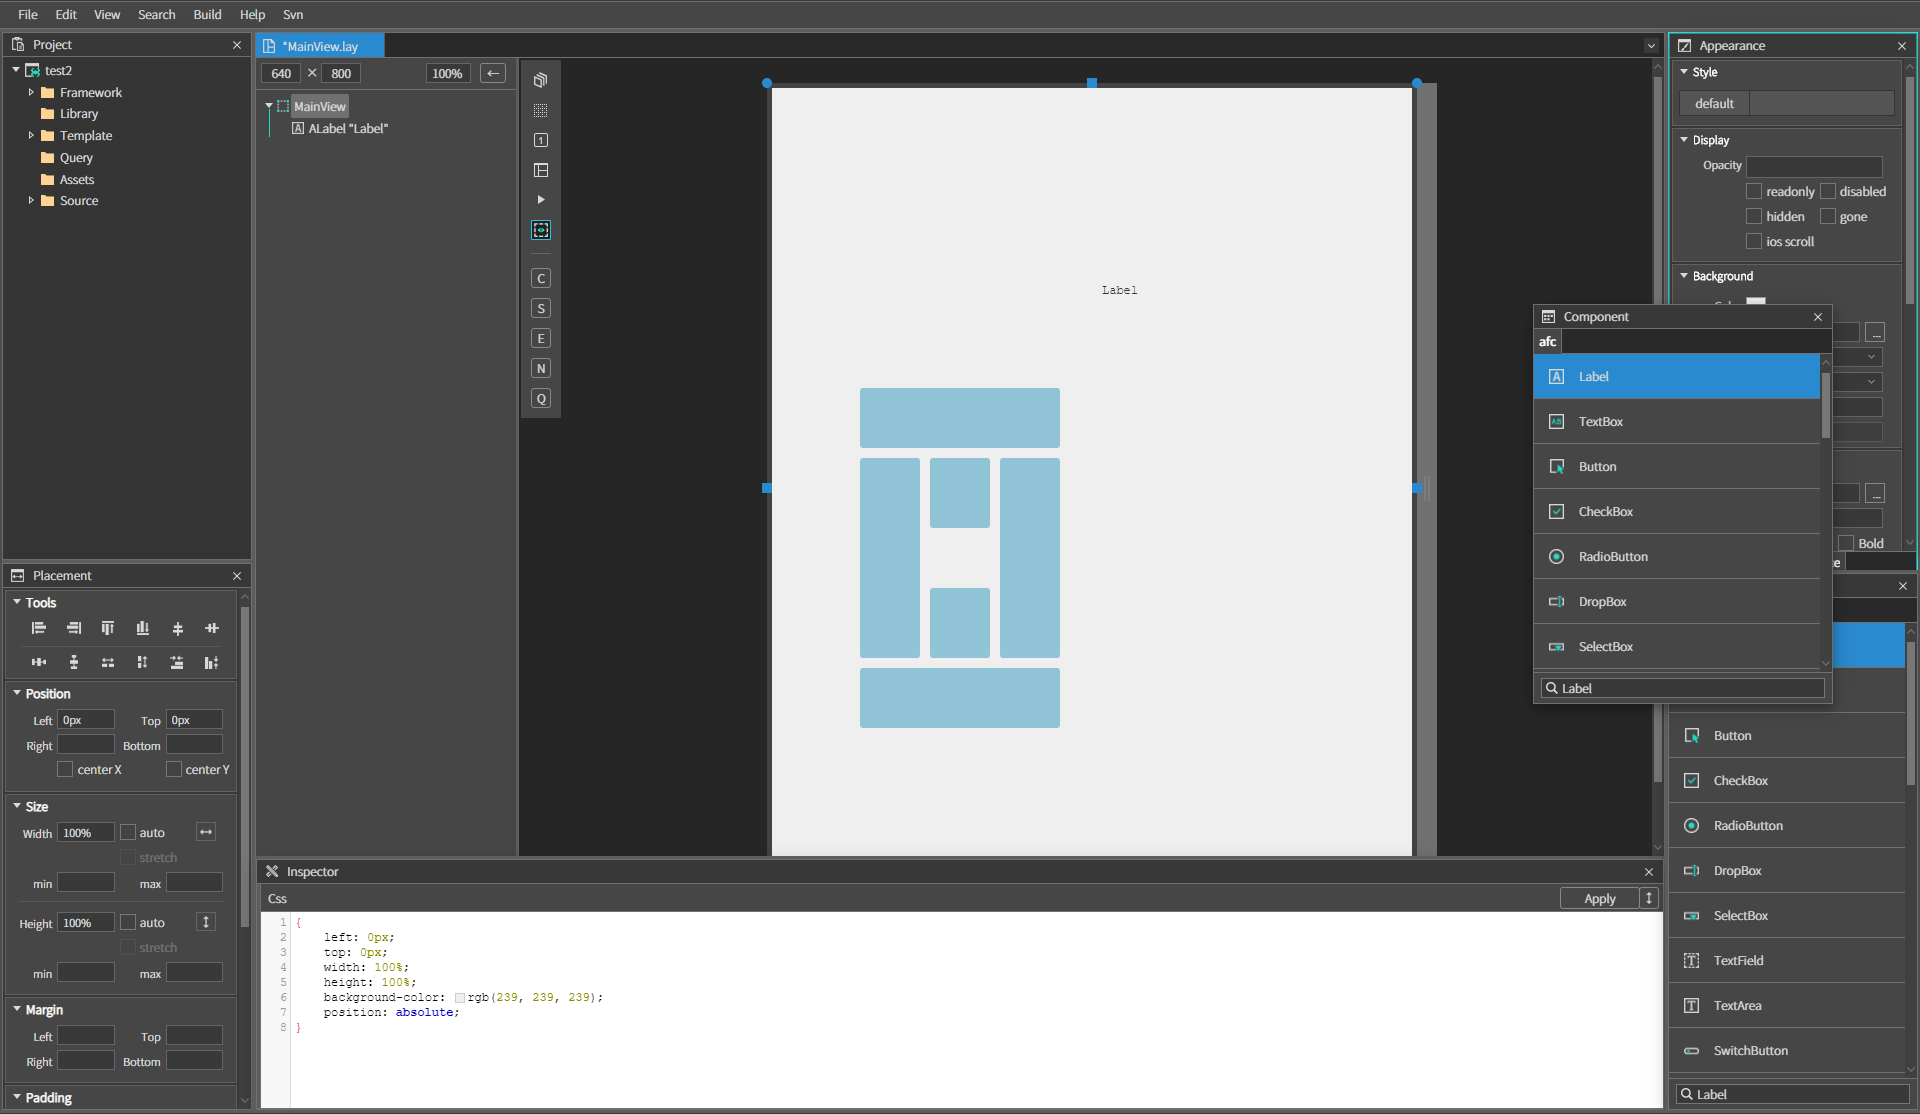 File Edit View Search Build Help Svn
Project
test2
Framework
Library
Template
Query
Assets
Source
*MainView.lay
640 × 800 100%
MainView
ALabel "Label"
1
C
S
E
N
Q
Label
Appearance
Style
default
Display
Opacity
readonly disabled
hidden gone
ios scroll
Background
...
...
Bold
Component
afc
Label
TextBox
Button
CheckBox
RadioButton
DropBox
SelectBox
Label
Button
CheckBox
RadioButton
DropBox
SelectBox
TextField
TextArea
SwitchButton
Label
Placement
Tools
Position
Left 0px Top 0px
Right Bottom
center X center Y
Size
Width 100% auto
stretch
min max
Height 100% auto
stretch
min max
Margin
Left Top
Right Bottom
Padding
Inspector
Css
Apply
1 {
2 left: 0px;
3 top: 0px;
4 width: 100%;
5 height: 100%;
6 background-color: rgb(239, 239, 239);
7 position: absolute;
8 }